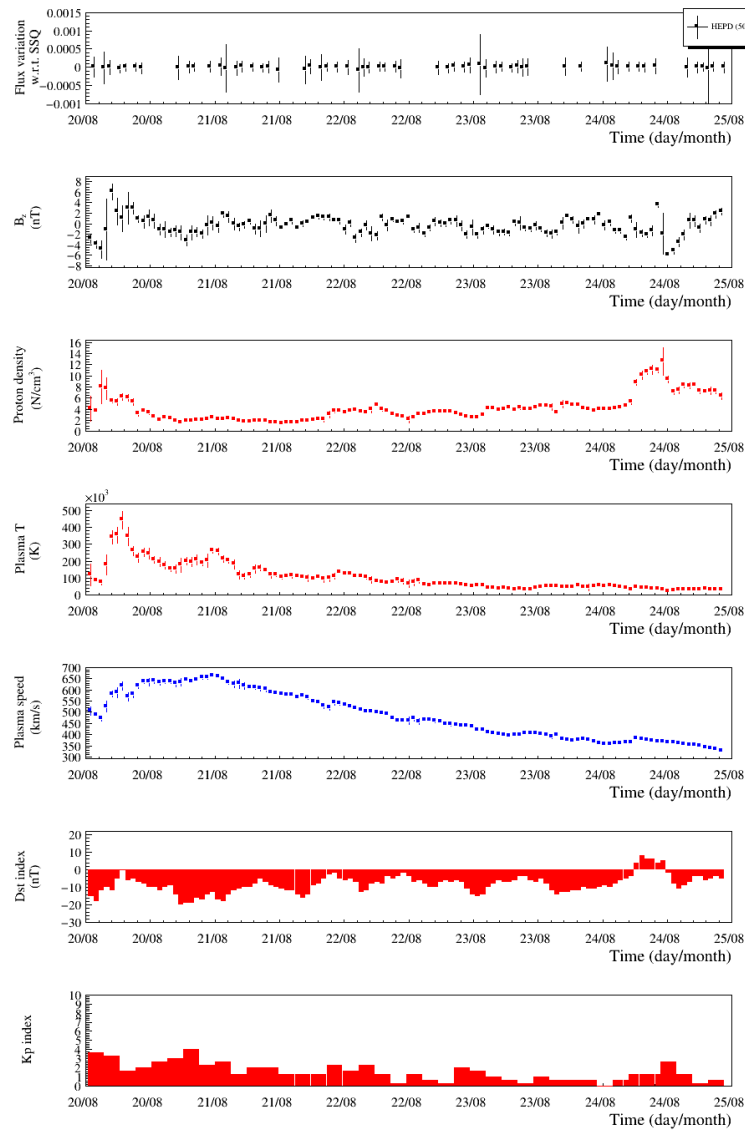 0.0015
0.001
0.0005
0
−0.0005
−0.001
Flux variation
w.r.t. SSQ
HEPD (50
20/08 20/08 21/08 21/08 22/08 22/08 23/08 23/08 24/08 24/08 25/08
Time (day/month)
8
6
4
2
0
−2
−4
−6
−8
B_z
(nT)
20/08 20/08 21/08 21/08 22/08 22/08 23/08 23/08 24/08 24/08 25/08
Time (day/month)
16
14
12
10
8
6
4
2
0
Proton density
(N/cm³)
20/08 20/08 21/08 21/08 22/08 22/08 23/08 23/08 24/08 24/08 25/08
Time (day/month)
×10³
500
400
300
200
100
0
Plasma T
(K)
20/08 20/08 21/08 21/08 22/08 22/08 23/08 23/08 24/08 24/08 25/08
Time (day/month)
700
650
600
550
500
450
400
350
300
Plasma speed
(km/s)
20/08 20/08 21/08 21/08 22/08 22/08 23/08 23/08 24/08 24/08 25/08
Time (day/month)
20
10
0
−10
−20
−30
Dst index
(nT)
20/08 20/08 21/08 21/08 22/08 22/08 23/08 23/08 24/08 24/08 25/08
Time (day/month)
10
9
8
7
6
5
4
3
2
1
0
Kp index
20/08 20/08 21/08 21/08 22/08 22/08 23/08 23/08 24/08 24/08 25/08
Time (day/month)